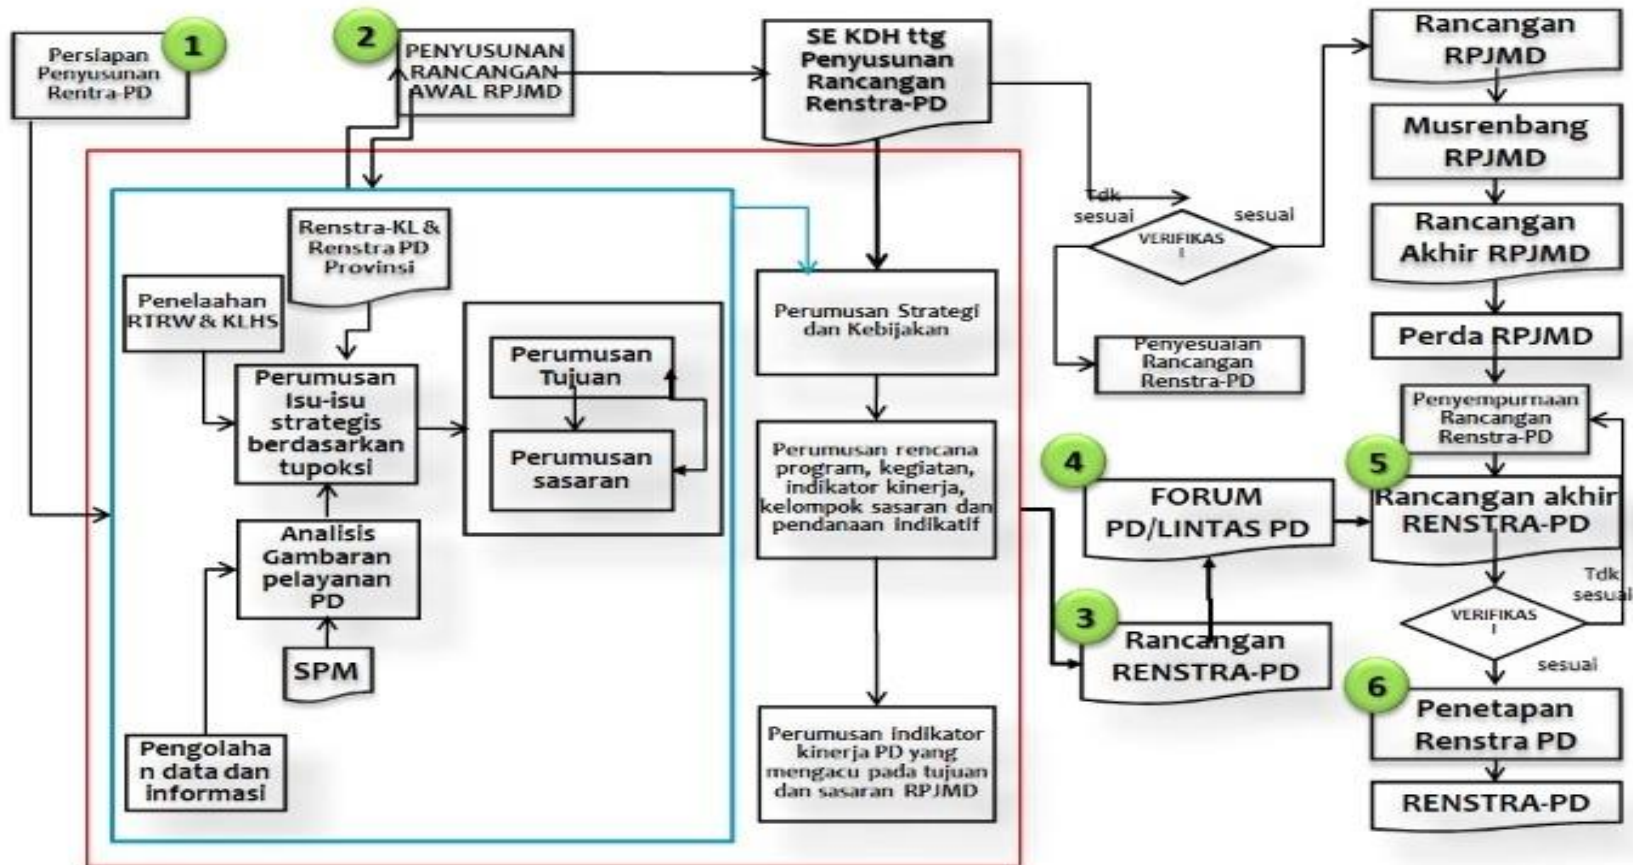 1
Persiapan
Penyusunan
Rentra-PD
2
PENYUSUNAN
RANCANGAN
AWAL RPJMD
SE KDH ttg
Penyusunan
Rancangan
Renstra-PD
Rancangan
RPJMD
Musrenbang
RPJMD
Rancangan
Akhir RPJMD
Perda RPJMD
Tdk
sesuai
sesuai
VERIFIKAS
I
Penyesuaian
Rancangan
Renstra-PD
Renstra-KL &
Renstra PD
Provinsi
Penelaahan
RTRW & KLHS
Perumusan
Isu-isu
strategis
berdasarkan
tupoksi
Perumusan
Tujuan
Perumusan
sasaran
Analisis
Gambaran
pelayanan
PD
SPM
Pengolaha
n data dan
informasi
Perumusan Strategi
dan Kebijakan
Perumusan rencana
program, kegiatan,
indikator kinerja,
kelompok sasaran dan
pendanaan indikatif
Perumusan indikator
kinerja PD yang
mengacu pada tujuan
dan sasaran RPJMD
3
Rancangan
RENSTRA-PD
4
FORUM
PD/LINTAS PD
Penyempurnaan
Rancangan
Renstra-PD
5
Rancangan akhir
RENSTRA-PD
Tdk
sesuai
VERIFIKAS
I
sesuai
6
Penetapan
Renstra PD
RENSTRA-PD